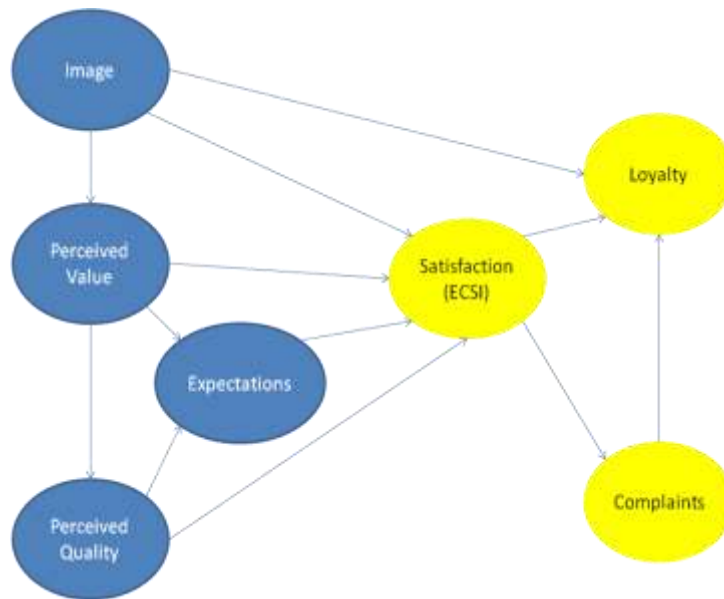 Image
Loyalty
Perceived
Value
Satisfaction
(ECSI)
Expectations
Complaints
Perceived
Quality